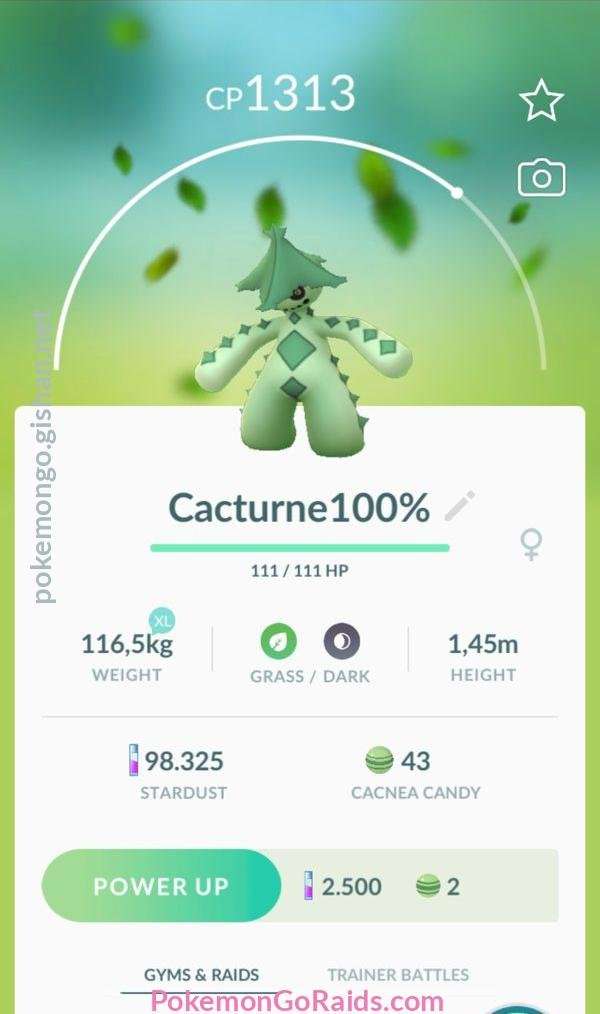 CP1313
pokemongo.gishan.net
Cacturne100%
111 / 111 HP
XL
116,5kg
WEIGHT
GRASS / DARK
1,45m
HEIGHT
98.325
STARDUST
43
CACNEA CANDY
POWER UP
2.500
2
GYMS & RAIDS
TRAINER BATTLES
PokemonGoRaids.com